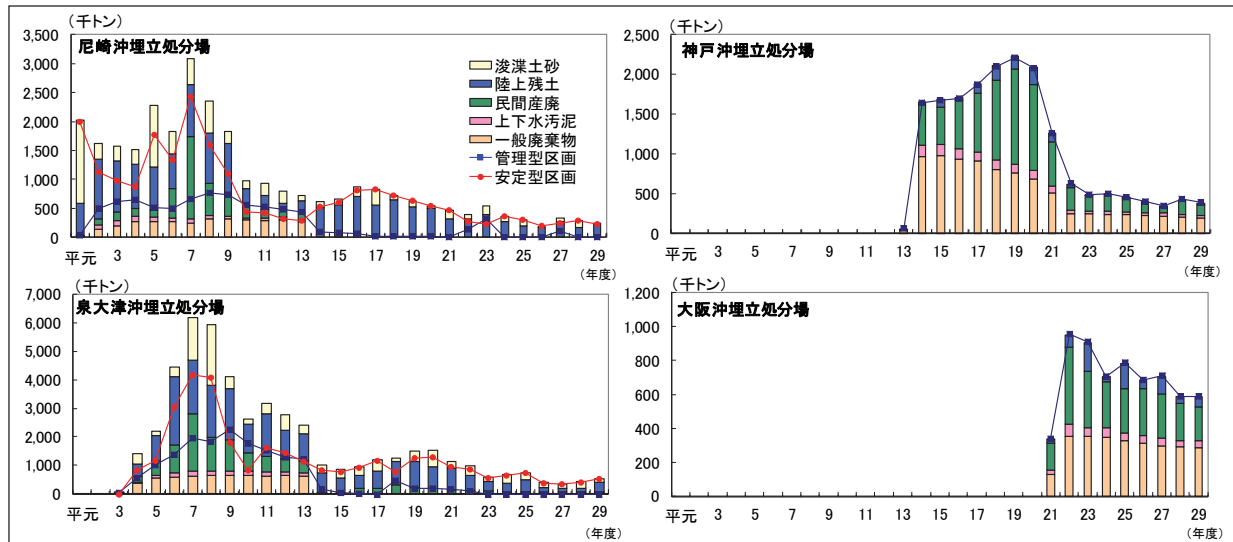 (千トン)
尼崎沖埋立処分場
3,500
3,000
2,500
2,000
1,500
1,000
500
0
浚渫土砂
陸上残土
民間産廃
上下水汚泥
一般廃棄物
管理型区画
安定型区画
平元 3 5 7 9 11 13 15 17 19 21 23 25 27 29
(年度)
(千トン)
神戸沖埋立処分場
2,500
2,000
1,500
1,000
500
0
平元 3 5 7 9 11 13 15 17 19 21 23 25 27 29
(年度)
(千トン)
泉大津沖埋立処分場
7,000
6,000
5,000
4,000
3,000
2,000
1,000
0
平元 3 5 7 9 11 13 15 17 19 21 23 25 27 29
(年度)
(千トン)
大阪沖埋立処分場
1,200
1,000
800
600
400
200
0
平元 3 5 7 9 11 13 15 17 19 21 23 25 27 29
(年度)